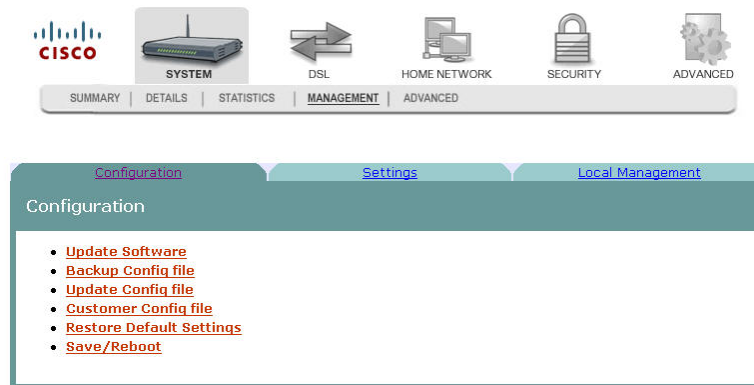 CISCO
SYSTEM DSL HOME NETWORK SECURITY ADVANCED
SUMMARY | DETAILS | STATISTICS | MANAGEMENT | ADVANCED
Configuration Settings Local Management
Configuration
• Update Software
• Backup Config file
• Update Config file
• Customer Config file
• Restore Default Settings
• Save/Reboot